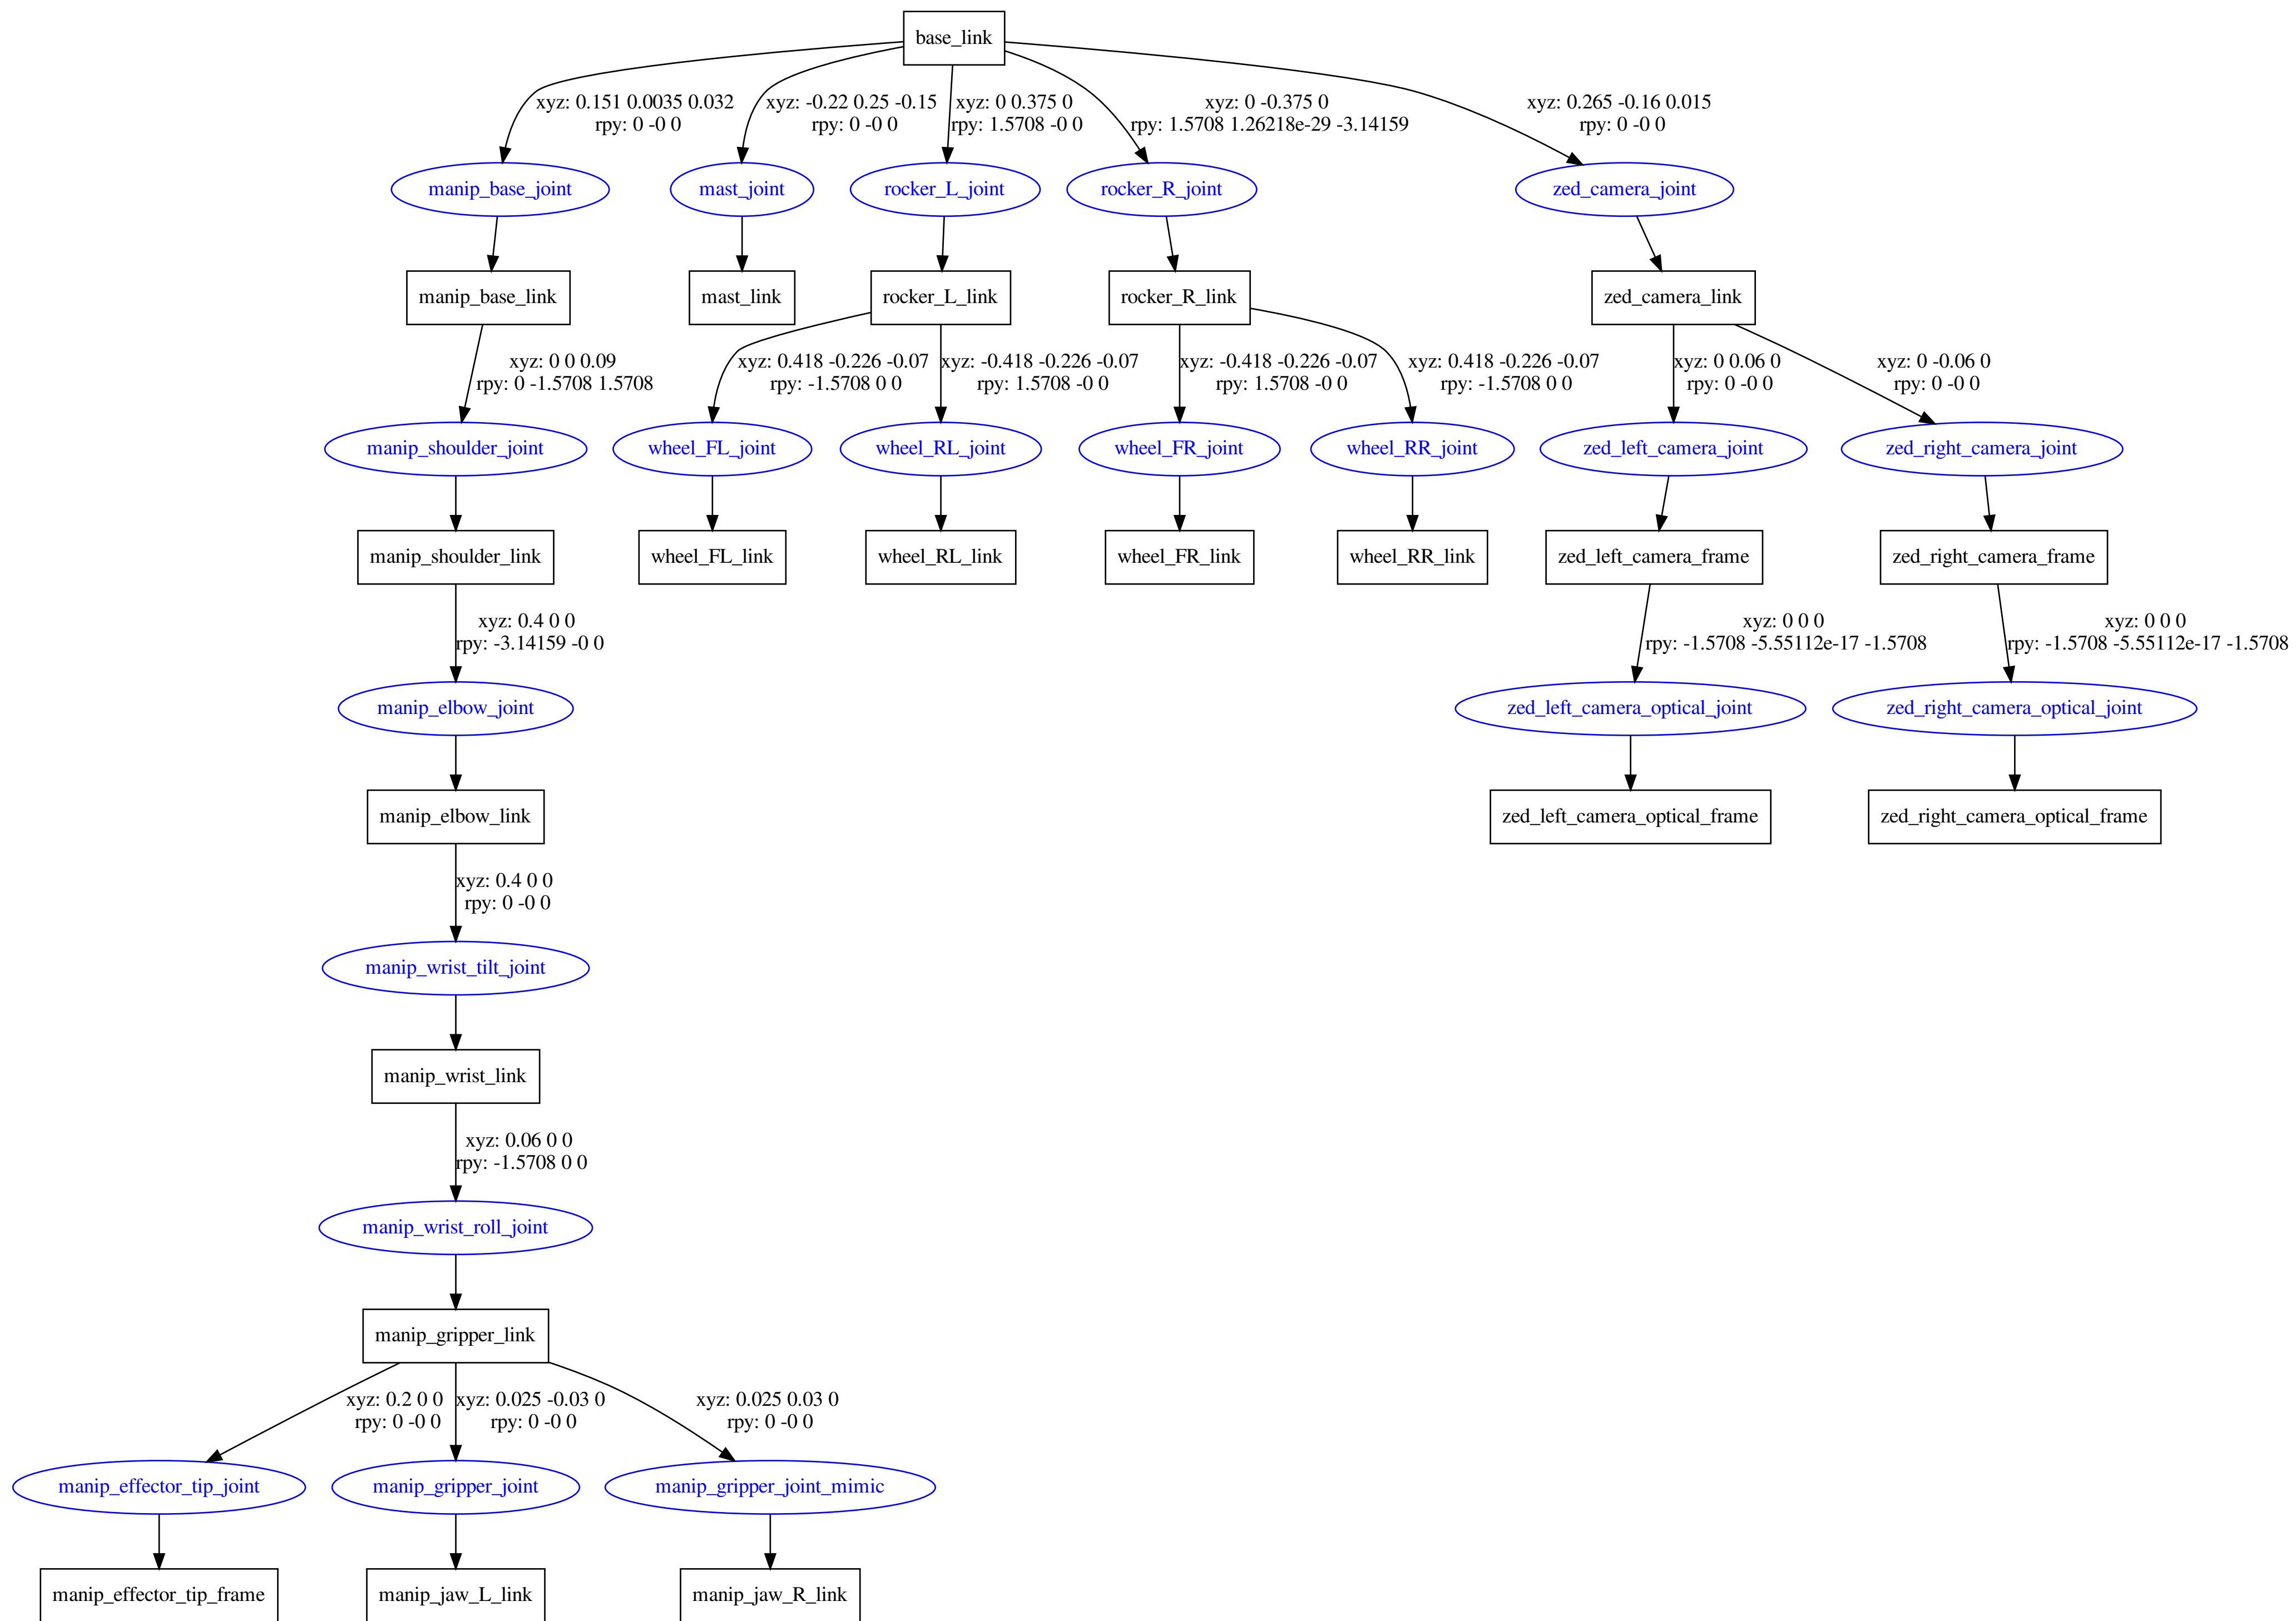 base_link
xyz: 0.151 0.0035 0.032
rpy: 0 -0 0
xyz: -0.22 0.25 -0.15
rpy: 0 -0 0
xyz: 0 0.375 0
rpy: 1.5708 -0 0
xyz: 0 -0.375 0
rpy: 1.5708 1.26218e-29 -3.14159
xyz: 0.265 -0.16 0.015
rpy: 0 -0 0
manip_base_joint
mast_joint
rocker_L_joint
rocker_R_joint
zed_camera_joint
manip_base_link
mast_link
rocker_L_link
rocker_R_link
zed_camera_link
xyz: 0 0 0.09
rpy: 0 -1.5708 1.5708
xyz: 0.418 -0.226 -0.07
rpy: -1.5708 0 0
xyz: -0.418 -0.226 -0.07
rpy: 1.5708 -0 0
xyz: -0.418 -0.226 -0.07
rpy: 1.5708 -0 0
xyz: 0.418 -0.226 -0.07
rpy: -1.5708 0 0
xyz: 0 0.06 0
rpy: 0 -0 0
xyz: 0 -0.06 0
rpy: 0 -0 0
manip_shoulder_joint
wheel_FL_joint
wheel_RL_joint
wheel_FR_joint
wheel_RR_joint
zed_left_camera_joint
zed_right_camera_joint
manip_shoulder_link
wheel_FL_link
wheel_RL_link
wheel_FR_link
wheel_RR_link
zed_left_camera_frame
zed_right_camera_frame
xyz: 0.4 0 0
rpy: -3.14159 -0 0
xyz: 0 0 0
rpy: -1.5708 -5.55112e-17 -1.5708
xyz: 0 0 0
rpy: -1.5708 -5.55112e-17 -1.5708
manip_elbow_joint
zed_left_camera_optical_joint
zed_right_camera_optical_joint
manip_elbow_link
zed_left_camera_optical_frame
zed_right_camera_optical_frame
xyz: 0.4 0 0
rpy: 0 -0 0
manip_wrist_tilt_joint
manip_wrist_link
xyz: 0.06 0 0
rpy: -1.5708 0 0
manip_wrist_roll_joint
manip_gripper_link
xyz: 0.2 0 0
rpy: 0 -0 0
xyz: 0.025 -0.03 0
rpy: 0 -0 0
xyz: 0.025 0.03 0
rpy: 0 -0 0
manip_effector_tip_joint
manip_gripper_joint
manip_gripper_joint_mimic
manip_effector_tip_frame
manip_jaw_L_link
manip_jaw_R_link